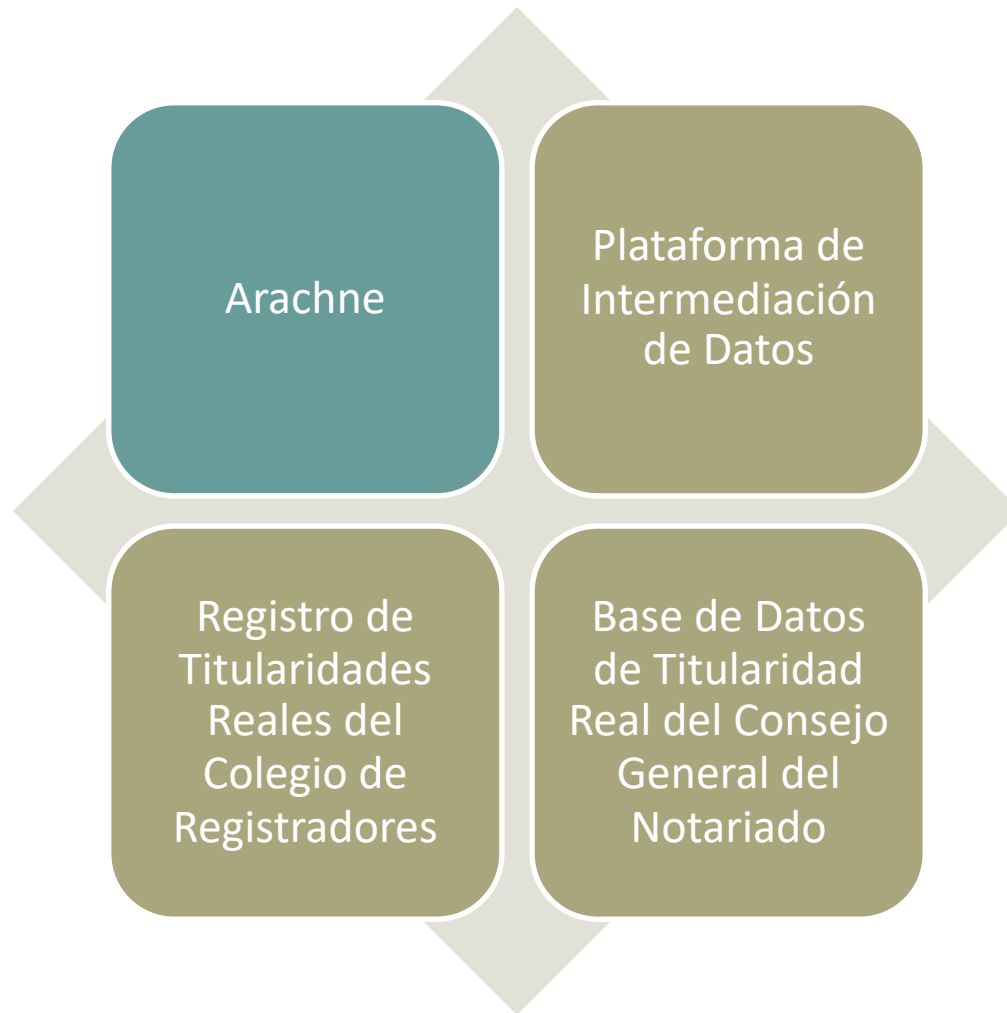 Arachne
Plataforma de
Intermediación
de Datos
Registro de
Titularidades
Reales del
Colegio de
Registradores
Base de Datos
de Titularidad
Real del Consejo
General del
Notariado